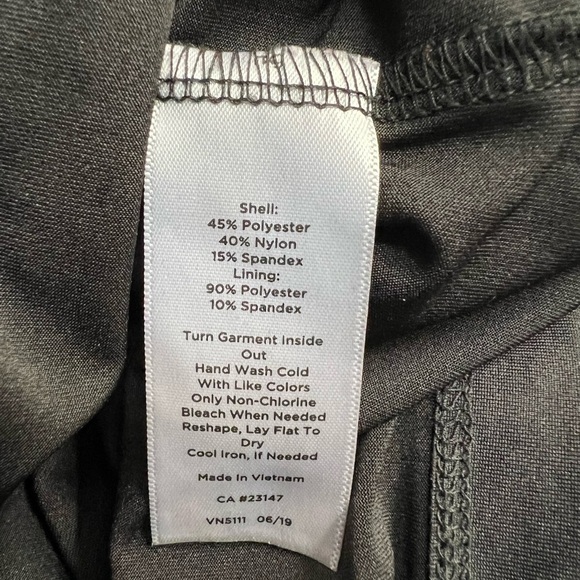 Shell:
45% Polyester
40% Nylon
15% Spandex
Lining:
90% Polyester
10% Spandex
Turn Garment Inside
Out
Hand Wash Cold
With Like Colors
Only Non-Chlorine
Bleach When Needed
Reshape, Lay Flat To
Dry
Cool Iron, If Needed
Made in Vietnam
CA #23147
VN5111 06/19